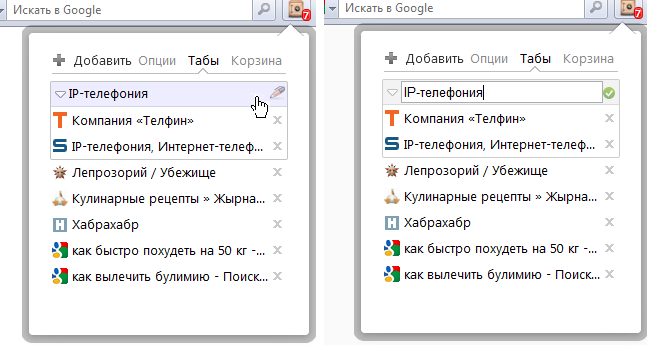 Искать в Google
7
Добавить Опции Табы Корзина
IP-телефония
Компания «Телфин»
IP-телефония, Интернет-телеф...
Лепрозорий / Убежище
Кулинарные рецепты » Жырна...
Хабрахабр
как быстро похудеть на 50 кг -...
как вылечить булимию - Поиск...
Искать в Google
7
Добавить Опции Табы Корзина
IP-телефония
Компания «Телфин»
IP-телефония, Интернет-телеф...
Лепрозорий / Убежище
Кулинарные рецепты » Жырна...
Хабрахабр
как быстро похудеть на 50 кг -...
как вылечить булимию - Поиск...